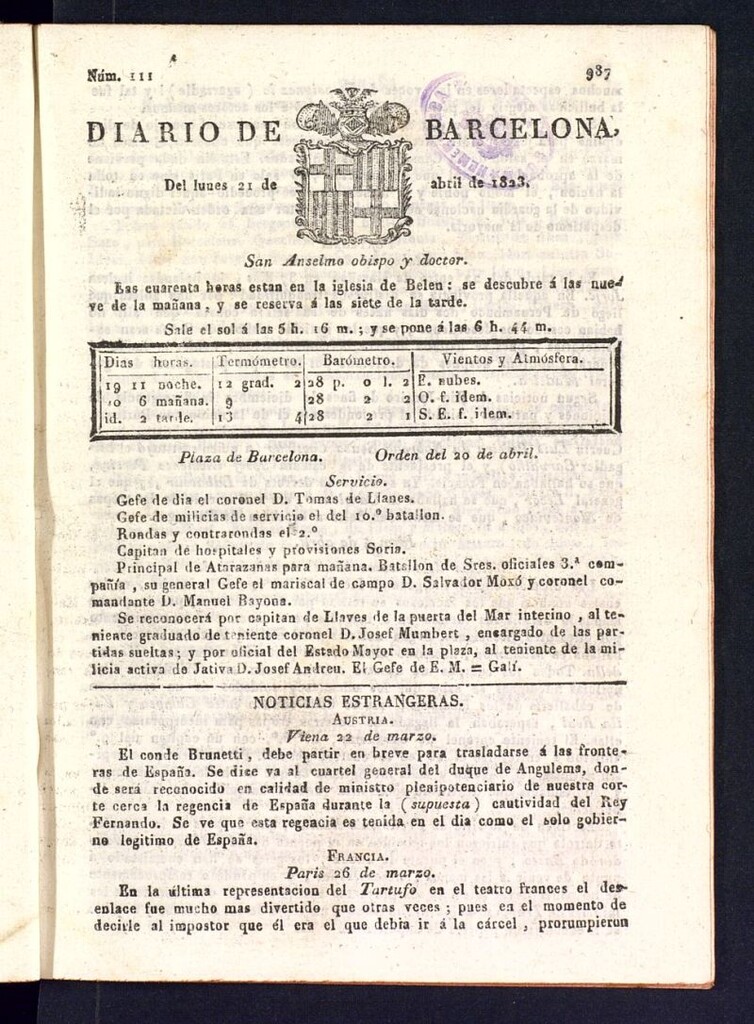 Núm. 111 987
DIARIO DE BARCELONA,
Del lunes 21 de abril de 1823.
San Anselmo obispo y doctor.
Las cuarenta horas estan en la iglesia de Belen: se descubre á las nue-
ve de la mañana, y se reserva á las siete de la tarde.
Sale el sol á las 5 h. 16 m.; y se pone á las 6 h. 44 m.
Dias horas. Termómetro. Barómetro. Vientos y Atmósfera.
19 11 noche. 12 grad. 2 28 p. 0 l. 2 E. nubes.
20 6 mañana. 9 28 2 2 O. f. idem.
id. 2 tarde. 13 4 28 2 1 S. E. f. idem.
Plaza de Barcelona. Orden del 20 de abril.
Servicio.
Gefe de dia el coronel D. Tomas de Llanes.
Gefe de milicias de servicio el del 10.º batallon.
Rondas y contrarondas el 2.º
Capitan de hospitales y provisiones Soria.
Principal de Atarazanas para mañana. Batallon de Sres. oficiales 3.ª com-
pañía, su general Gefe el mariscal de campo D. Salvador Moxó y coronel co-
mandante D. Manuel Bayona.
Se reconocerá por capitan de Llaves de la puerta del Mar interino, al te-
niente graduado de teniente coronel D. Josef Mumbert, encargado de las par-
tidas sueltas; y por oficial del Estado Mayor en la plaza, al teniente de la mi-
licia activa de Jativa D. Josef Andreu. El Gefe de E. M. = Galí.
NOTICIAS ESTRANGERAS.
AUSTRIA.
Viena 22 de marzo.
El conde Brunetti, debe partir en breve para trasladarse á las fronte-
ras de España. Se dice va al cuartel general del duque de Angulema, don-
de será reconocido en calidad de ministro plenipotenciario de nuestra cor-
te cerca la regencia de España durante la (supuesta) cautividad del Rey
Fernando. Se ve que esta regencia es tenida en el dia como el solo gobier-
no legitimo de España.
FRANCIA.
Paris 26 de marzo.
En la última representacion del Tartufo en el teatro frances el des-
enlace fue mucho mas divertido que otras veces; pues en el momento de
decirle al impostor que él era el que debia ir á la cárcel, prorumpieron